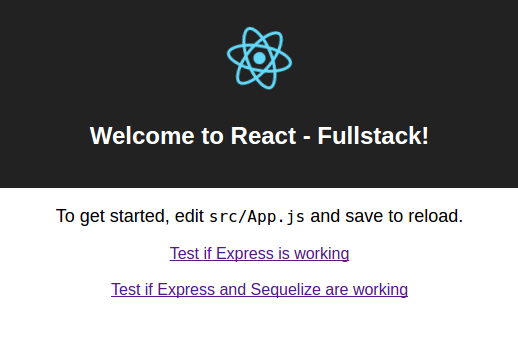 Welcome to React - Fullstack!
To get started, edit src/App.js and save to reload.
Test if Express is working
Test if Express and Sequelize are working